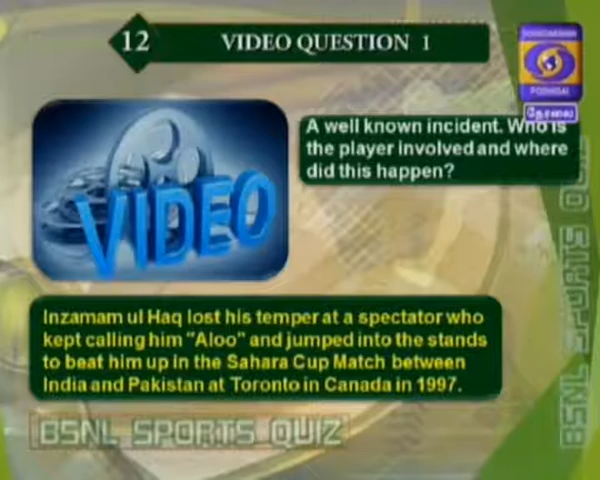 12
VIDEO QUESTION 1
DOORDARSHAN
PODHIGAI
நேரலை
A well known incident. Who is
the player involved and where
did this happen?
VIDEO
Inzamam ul Haq lost his temper at a spectator who
kept calling him "Aloo" and jumped into the stands
to beat him up in the Sahara Cup Match between
India and Pakistan at Toronto in Canada in 1997.
BSNL SPORTS QUIZ
BSNL SPORTS QUIZ